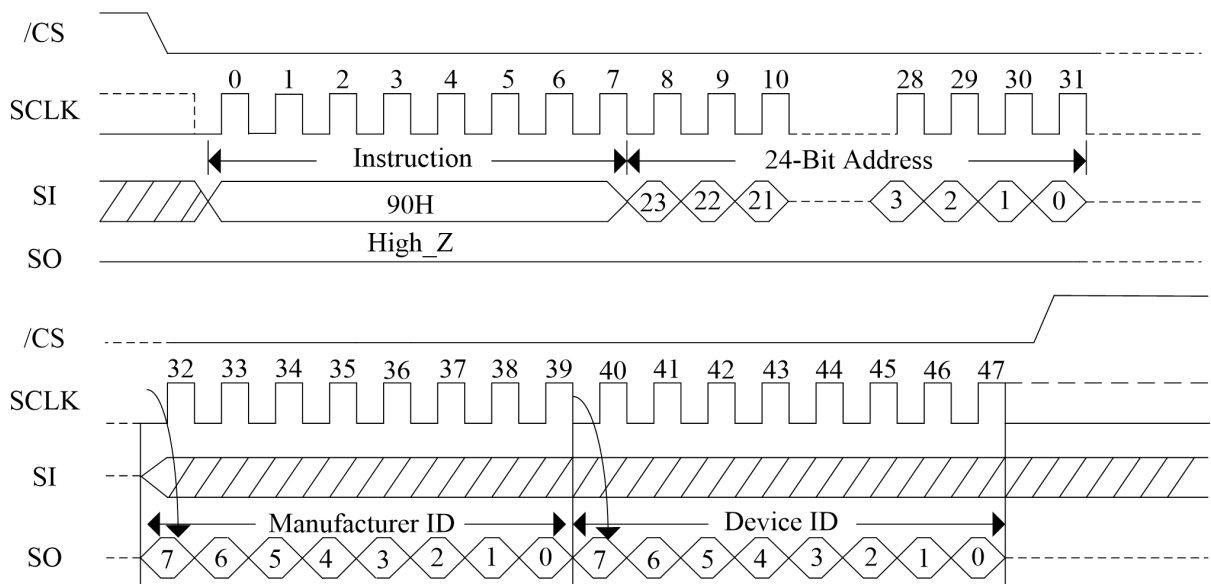 /CS
0 1 2 3 4 5 6 7 8 9 10 28 29 30 31
SCLK
Instruction 24-Bit Address
SI 90H 23 22 21 3 2 1 0
High_Z
SO
/CS
32 33 34 35 36 37 38 39 40 41 42 43 44 45 46 47
SCLK
SI
Manufacturer ID Device ID
SO 7 6 5 4 3 2 1 0 7 6 5 4 3 2 1 0